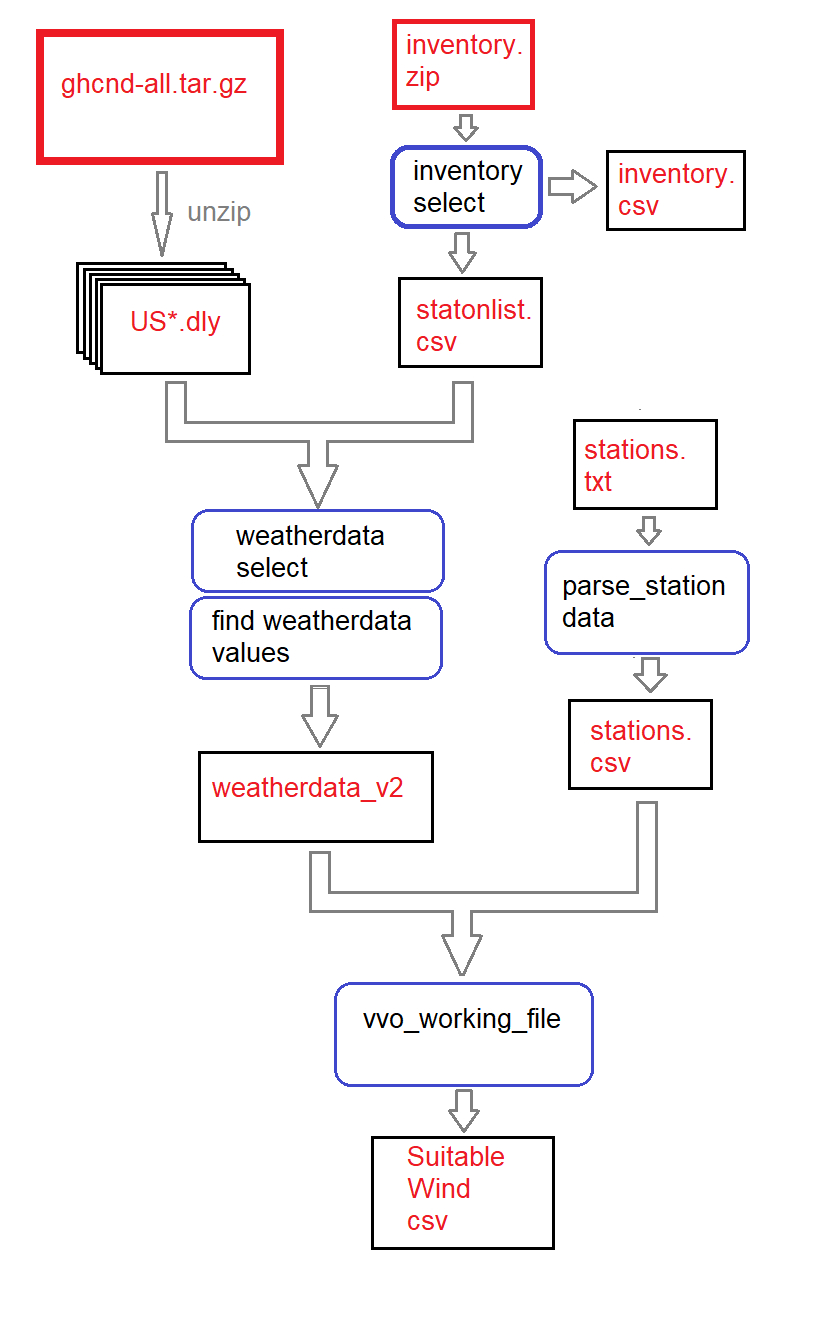 ghcnd-all.tar.gz
inventory.
zip
inventory
select
inventory.
csv
unzip
US*.dly
statonlist.
csv
stations.
txt
weatherdata
select
find weatherdata
values
parse_station
data
stations.
csv
weatherdata_v2
vvo_working_file
Suitable
Wind
csv